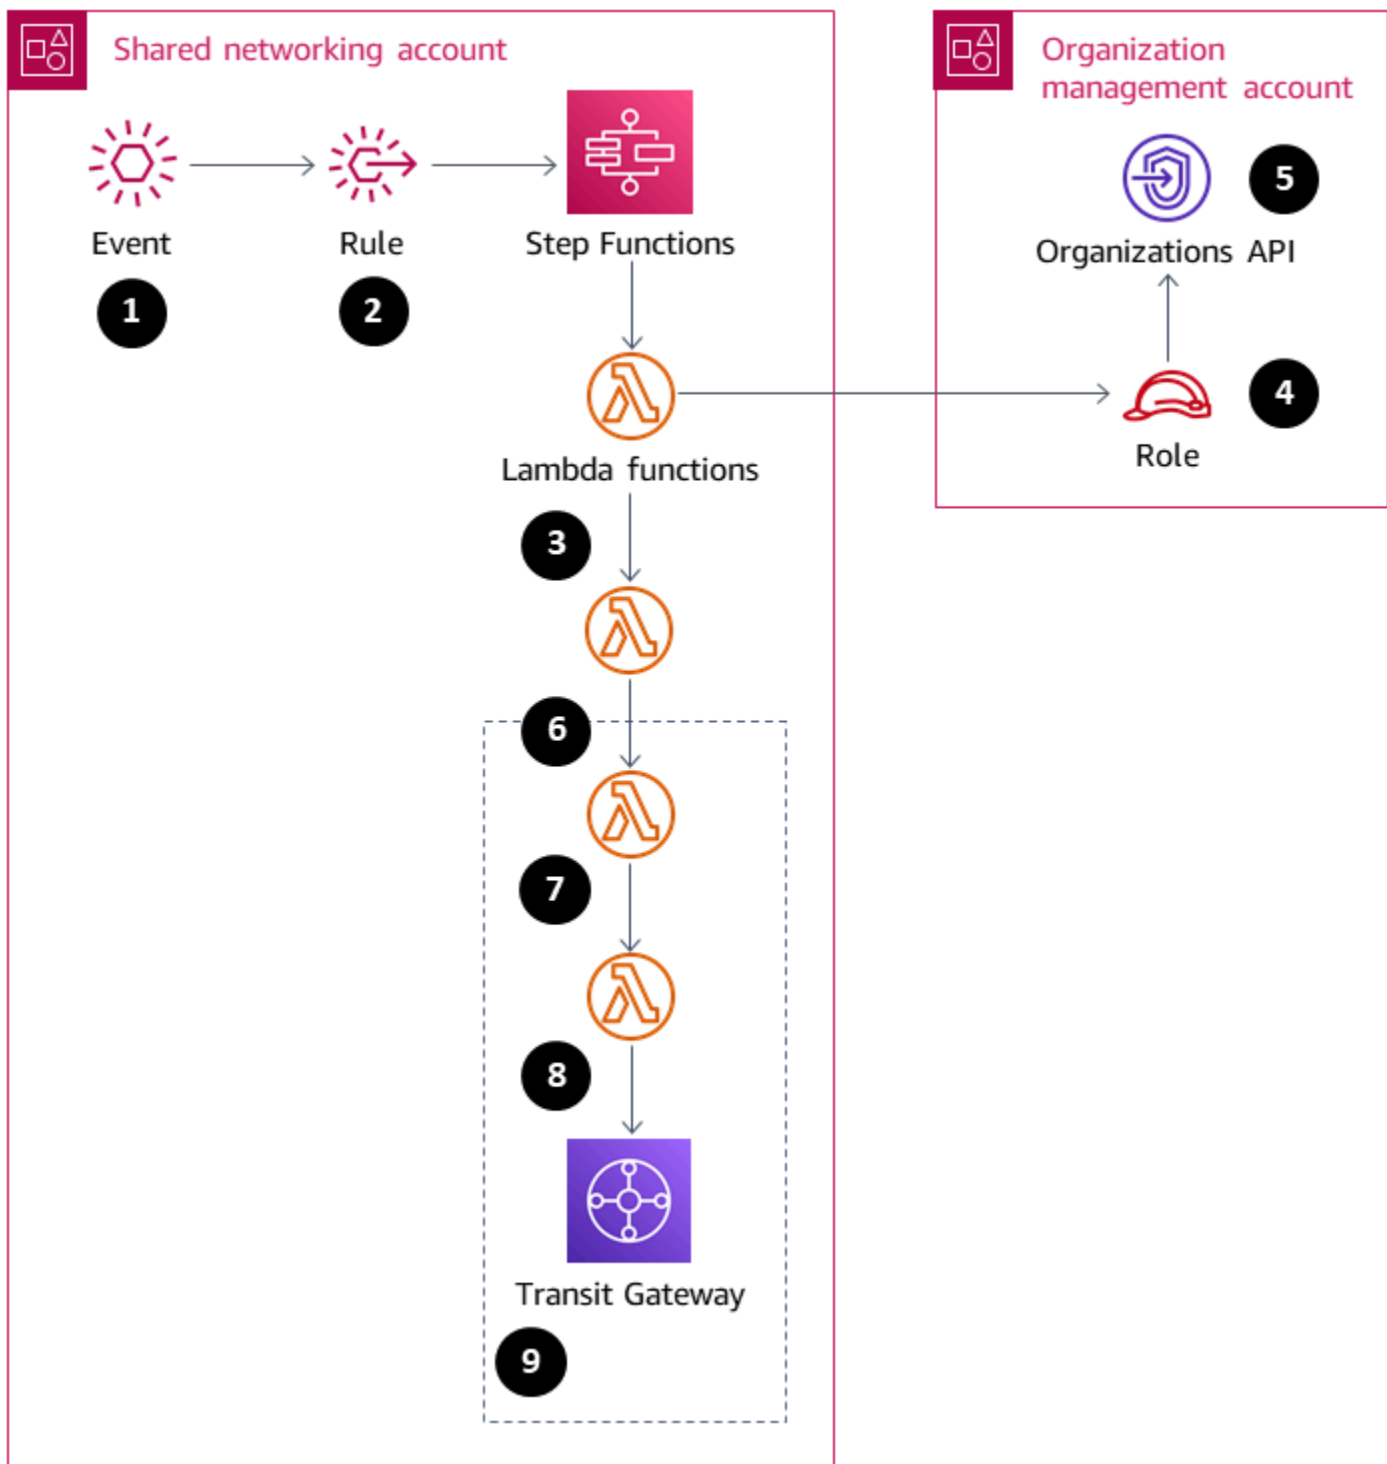 Shared networking account
Organization
management account
Event
Rule
Step Functions
1
2
Organizations API
5
Lambda functions
Role
4
3
6
7
8
Transit Gateway
9